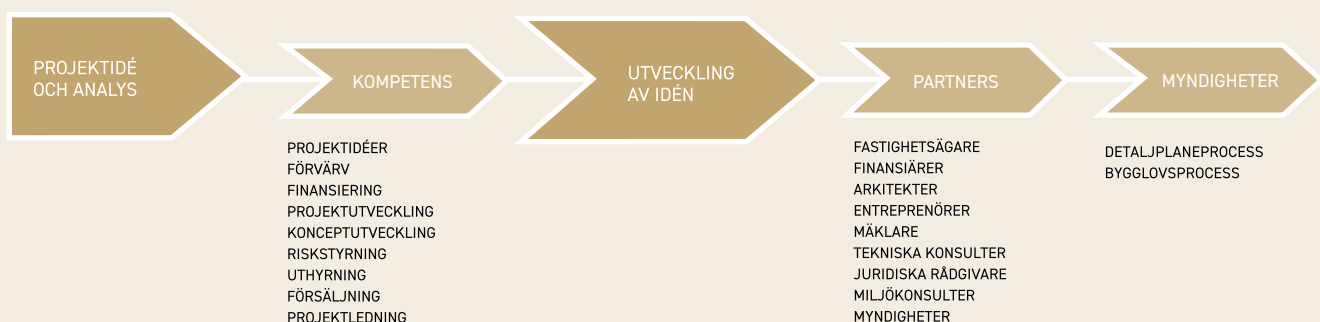 PROJEKTIDÉ
OCH ANALYS
KOMPETENS
PROJEKTIDÉER
FÖRVÄRV
FINANSIERING
PROJEKTUTVECKLING
KONCEPTUTVECKLING
RISKSTYRNING
UTHYRNING
FÖRSÄLJNING
PROJEKTLEDNING
UTVECKLING
AV IDÉN
PARTNERS
FASTIGHETSÄGARE
FINANSIÄRER
ARKITEKTER
ENTREPRENÖRER
MÄKLARE
TEKNISKA KONSULTER
JURIDISKA RÅDGIVARE
MILJÖKONSULTER
MYNDIGHETER
MYNDIGHETER
DETALJPLANEPROCESS
BYGGLOVSPROCESS